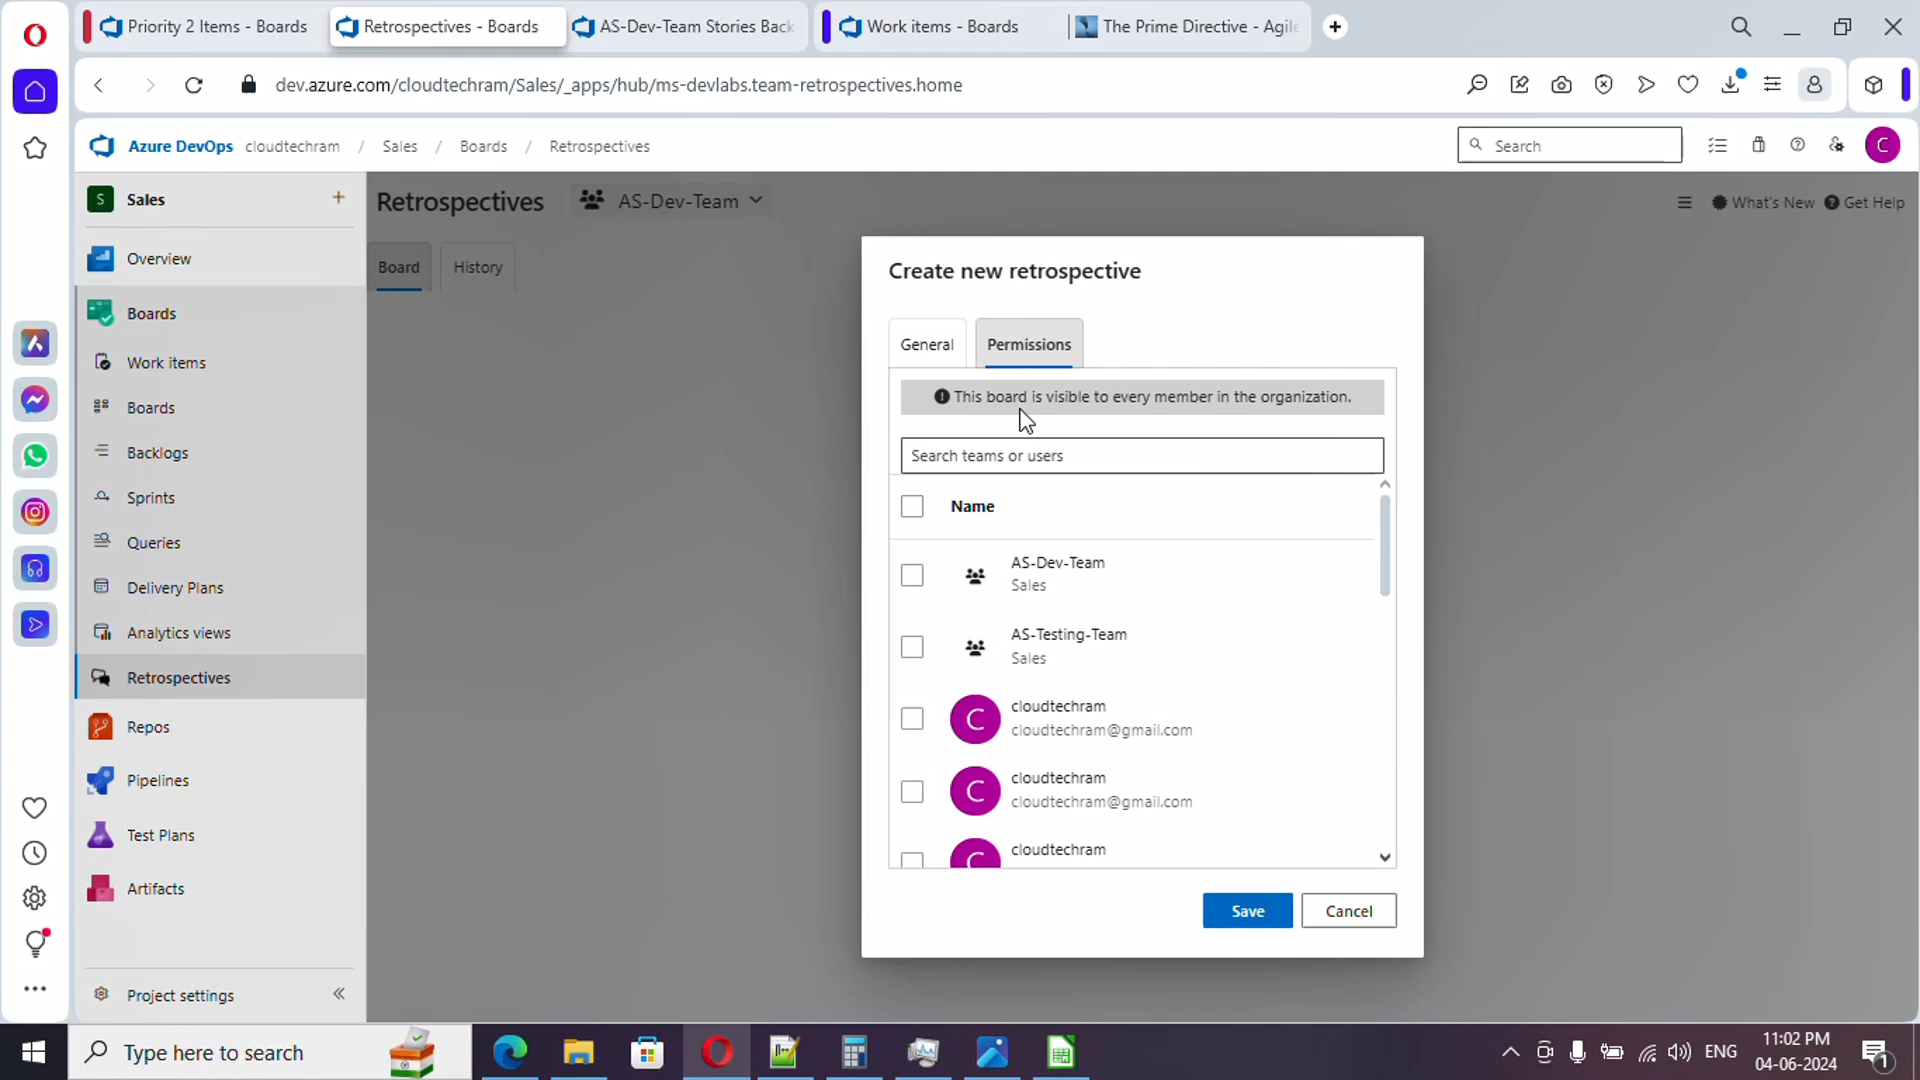 Priority 2 Items - Boards
Retrospectives - Boards
AS-Dev-Team Stories Back
Work items - Boards
The Prime Directive - Agile
dev.azure.com/cloudtechram/Sales/_apps/hub/ms-devlabs.team-retrospectives.home
Azure DevOps cloudtechram / Sales / Boards / Retrospectives
Search
C
S Sales
Retrospectives AS-Dev-Team
What's New Get Help
Overview
Board History
Boards
Work items
Boards
Backlogs
Sprints
Queries
Delivery Plans
Analytics views
Retrospectives
Repos
Pipelines
Test Plans
Artifacts
Project settings
Create new retrospective
General Permissions
This board is visible to every member in the organization.
Search teams or users
Name
AS-Dev-Team
Sales
AS-Testing-Team
Sales
C cloudtechram
cloudtechram@gmail.com
C cloudtechram
cloudtechram@gmail.com
C cloudtechram
Save Cancel
Type here to search
ENG
11:02 PM
04-06-2024
1